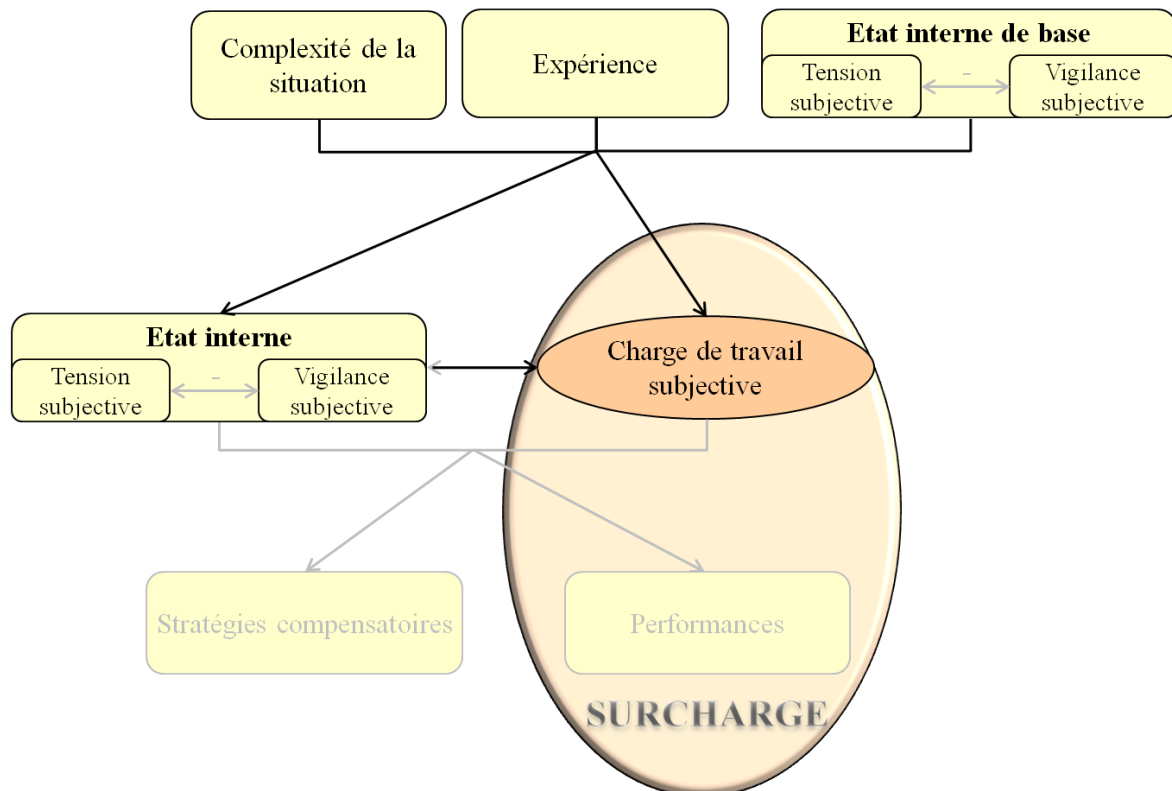 Complexité de la
situation
Expérience
Etat interne de base
Tension
subjective
-
Vigilance
subjective
Etat interne
Tension
subjective
-
Vigilance
subjective
Charge de travail
subjective
Stratégies compensatoires
Performances
SURCHARGE